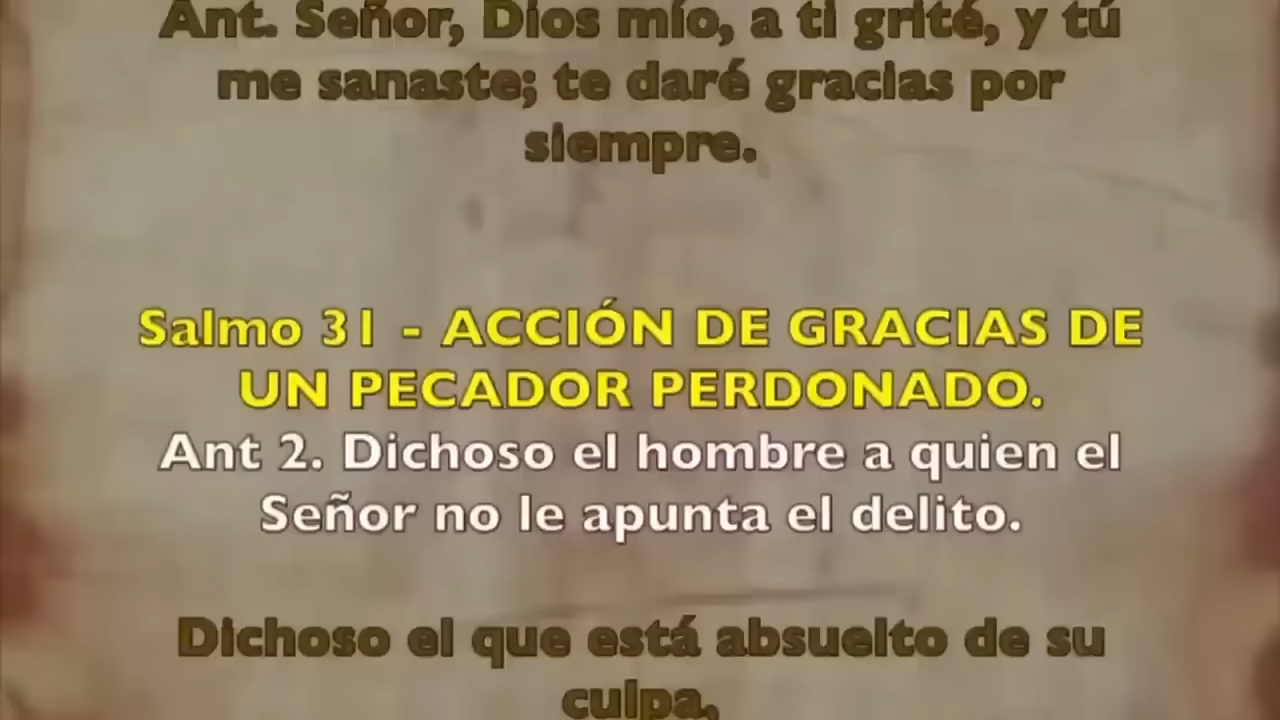 Ant. Señor, Dios mío, a ti grité, y tú
me sanaste; te daré gracias por
siempre.
Salmo 31 - ACCIÓN DE GRACIAS DE
UN PECADOR PERDONADO.
Ant 2. Dichoso el hombre a quien el
Señor no le apunta el delito.
Dichoso el que está absuelto de su
culpa,